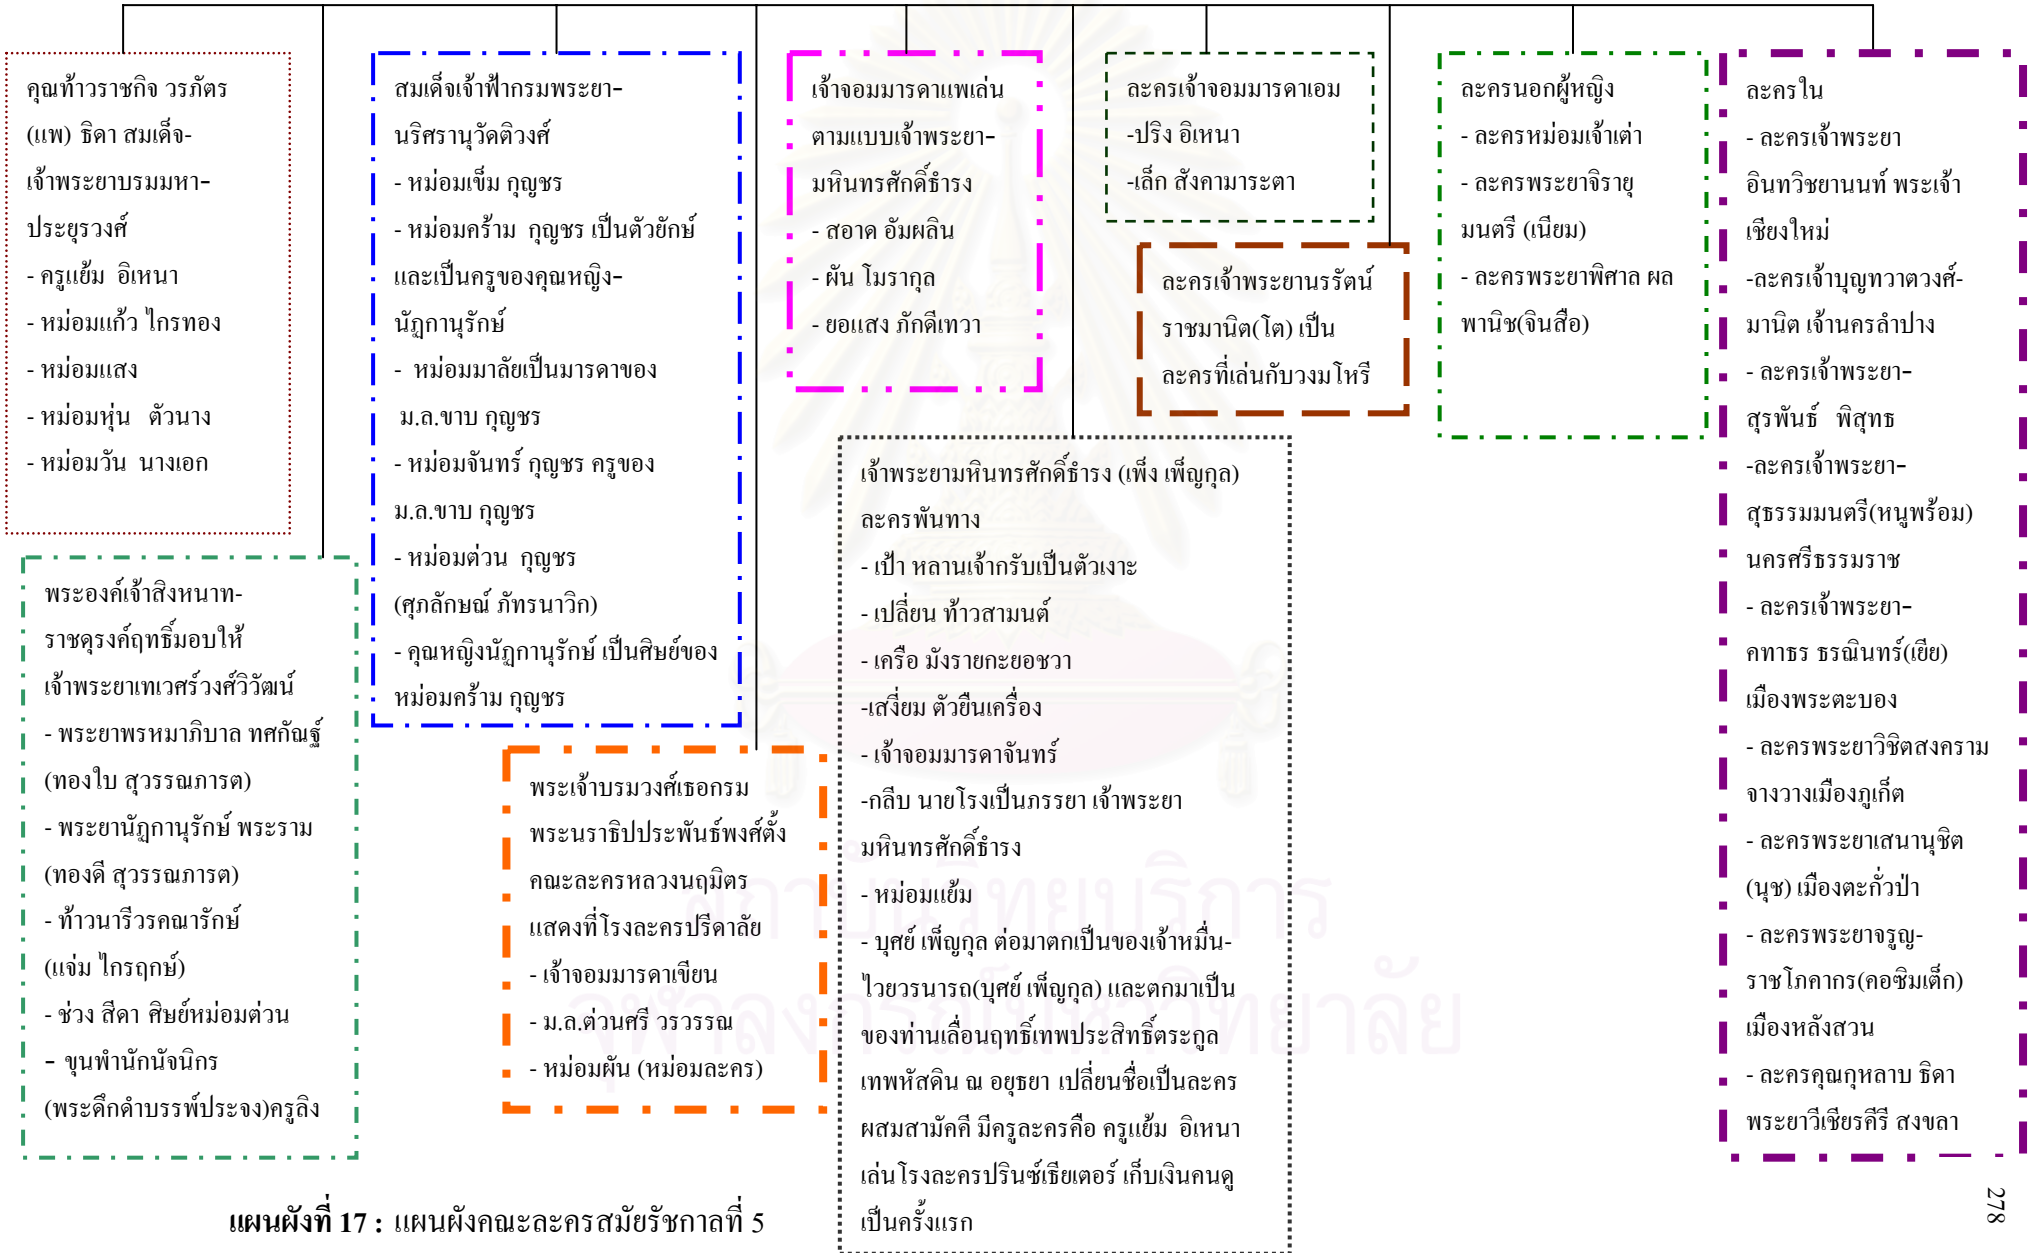 คุณท้าวราชกิจ วรภัตร
(แพ) ธิดา สมเด็จ-
เจ้าพระยาบรมมหา-
ประยุรวงศ์
- ครูแย้ม อิเหนา
- หม่อมแก้ว ไกรทอง
- หม่อมแสง
- หม่อมหุ่น ตัวนาง
- หม่อมวัน นางเอก
พระองค์เจ้าสิงหนาท-
ราชดุรงค์ฤทธิ์มอบให้
เจ้าพระยาเทเวศร์วงศ์วิวัฒน์
- พระยาพรหมาภิบาล ทศกัณฐ์
(ทองใบ สุวรรณภารต)
- พระยานัฏกานุรักษ์ พระราม
(ทองดี สุวรรณภารต)
- ท้าวนารีวรคณารักษ์
(แจ่ม ไกรฤกษ์)
- ช่วง สีดา ศิษย์หม่อมต่วน
- ขุนพำนักนัจนิกร
(พระดึกดำบรรพ์ประจง)ครูลิง
สมเด็จเจ้าฟ้ากรมพระยา-
นริศรานุวัดติวงศ์
- หม่อมเข็ม กุญชร
- หม่อมคร้าม กุญชร เป็นตัวยักษ์
และเป็นครูของคุณหญิง-
นัฏกานุรักษ์
- หม่อมมาลัยเป็นมารดาของ
ม.ล.ขาบ กุญชร
- หม่อมจันทร์ กุญชร ครูของ
ม.ล.ขาบ กุญชร
- หม่อมต่วน กุญชร
(ศุภลักษณ์ ภัทรนาวิก)
- คุณหญิงนัฏกานุรักษ์ เป็นศิษย์ของ
หม่อมคร้าม กุญชร
พระเจ้าบรมวงศ์เธอกรม
พระนราธิปประพันธ์พงศ์ตั้ง
คณะละครหลวงนฤมิตร
แสดงที่โรงละครปรีดาลัย
- เจ้าจอมมารดาเขียน
- ม.ล.ต่วนศรี วรวรรณ
- หม่อมผัน (หม่อมละคร)
เจ้าจอมมารดาแพเล่น
ตามแบบเจ้าพระยา-
มหินทรศักดิ์ธำรง
- สอาด อัมผลิน
- ผัน โมรากุล
- ยอแสง ภักดีเทวา
เจ้าพระยามหินทรศักดิ์ธำรง (เพ็ง เพ็ญกุล)
ละครพันทาง
- เป้า หลานเจ้ากรับเป็นตัวเงาะ
- เปลี่ยน ท้าวสามนต์
- เครือ มังรายกะยอชวา
-เสงี่ยม ตัวยืนเครื่อง
- เจ้าจอมมารดาจันทร์
-กลีบ นายโรงเป็นภรรยา เจ้าพระยา
มหินทรศักดิ์ธำรง
- หม่อมแย้ม
- บุศย์ เพ็ญกุล ต่อมาตกเป็นของเจ้าหมื่น-
ไวยวรนารถ(บุศย์ เพ็ญกุล) และตกมาเป็น
ของท่านเลื่อนฤทธิ์เทพประสิทธิ์ตระกูล
เทพหัสดิน ณ อยุธยา เปลี่ยนชื่อเป็นละคร
ผสมสามัคคี มีครูละครคือ ครูแย้ม อิเหนา
เล่นโรงละครปรินซ์เธียเตอร์ เก็บเงินคนดู
เป็นครั้งแรก
ละครเจ้าจอมมารดาเอม
-ปริง อิเหนา
-เล็ก สังคามาระตา
ละครเจ้าพระยานรรัตน์
ราชมานิต(โต) เป็น
ละครที่เล่นกับวงมโหรี
ละครนอกผู้หญิง
- ละครหม่อมเจ้าเต่า
- ละครพระยาจิรายุ
มนตรี (เนียม)
- ละครพระยาพิศาล ผล
พานิช(จินสือ)
ละครใน
- ละครเจ้าพระยา
อินทวิชยานนท์ พระเจ้า
เชียงใหม่
-ละครเจ้าบุญทวาตวงศ์-
มานิต เจ้านครลำปาง
- ละครเจ้าพระยา-
สุรพันธ์ พิสุทธ
-ละครเจ้าพระยา-
สุธรรมมนตรี(หนูพร้อม)
นครศรีธรรมราช
- ละครเจ้าพระยา-
คทาธร ธรณินทร์(เยีย)
เมืองพระตะบอง
- ละครพระยาวิชิตสงคราม
จางวางเมืองภูเก็ต
- ละครพระยาเสนานุชิต
(นุช) เมืองตะกั่วป่า
- ละครพระยาจรูญ-
ราชโภคากร(คอซิมเต็ก)
เมืองหลังสวน
- ละครคุณกุหลาบ ธิดา
พระยาวีเชียรคีรี สงขลา
สถาบันวิทยบริการ
จุฬาลงกรณ์มหาวิทยาลัย
แผนผังที่ 17 : แผนผังคณะละครสมัยรัชกาลที่ 5
278